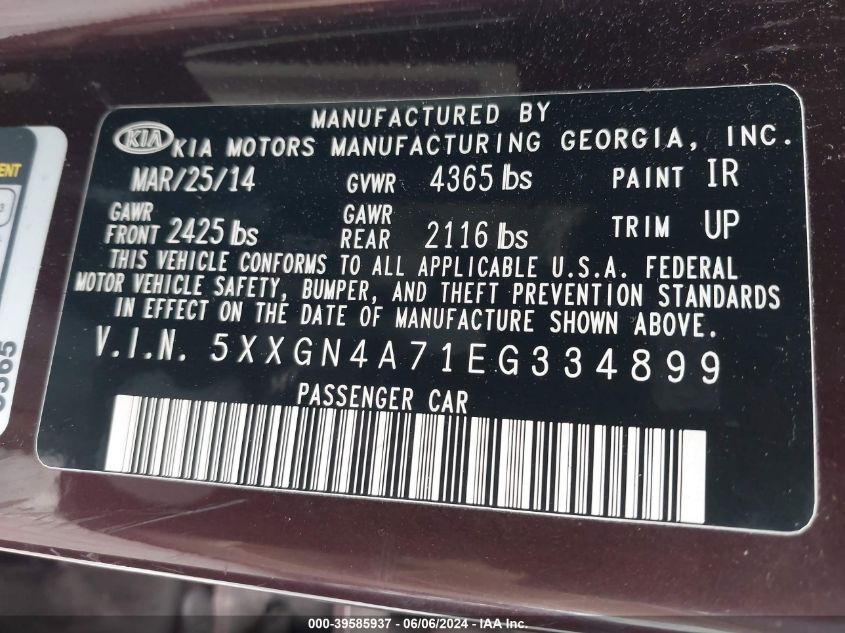 MANUFACTURED BY
KIA KIA MOTORS MANUFACTURING GEORGIA, INC.
MAR/25/14 GVWR 4365 lbs PAINT IR
GAWR FRONT 2425 lbs GAWR REAR 2116 lbs TRIM UP
THIS VEHICLE CONFORMS TO ALL APPLICABLE U.S.A. FEDERAL
MOTOR VEHICLE SAFETY, BUMPER, AND THEFT PREVENTION STANDARDS
IN EFFECT ON THE DATE OF MANUFACTURE SHOWN ABOVE.
V.I.N. 5XXGN4A71EG334899
PASSENGER CAR
000-39585937 - 06/06/2024 - IAA Inc.